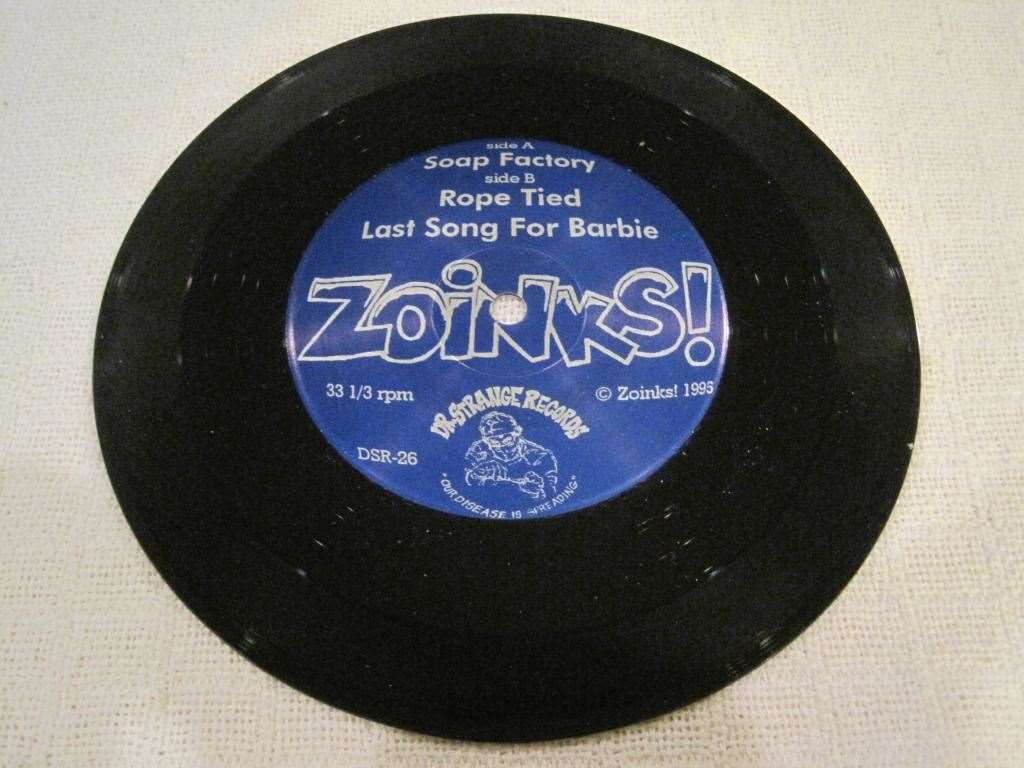 side A
Soap Factory
side B
Rope Tied
Last Song For Barbie
ZOiNKS!
33 1/3 rpm
© Zoinks! 1995
DR. STRANGE RECORDS
DSR-26
"OUR DISEASE IS SPREADING"